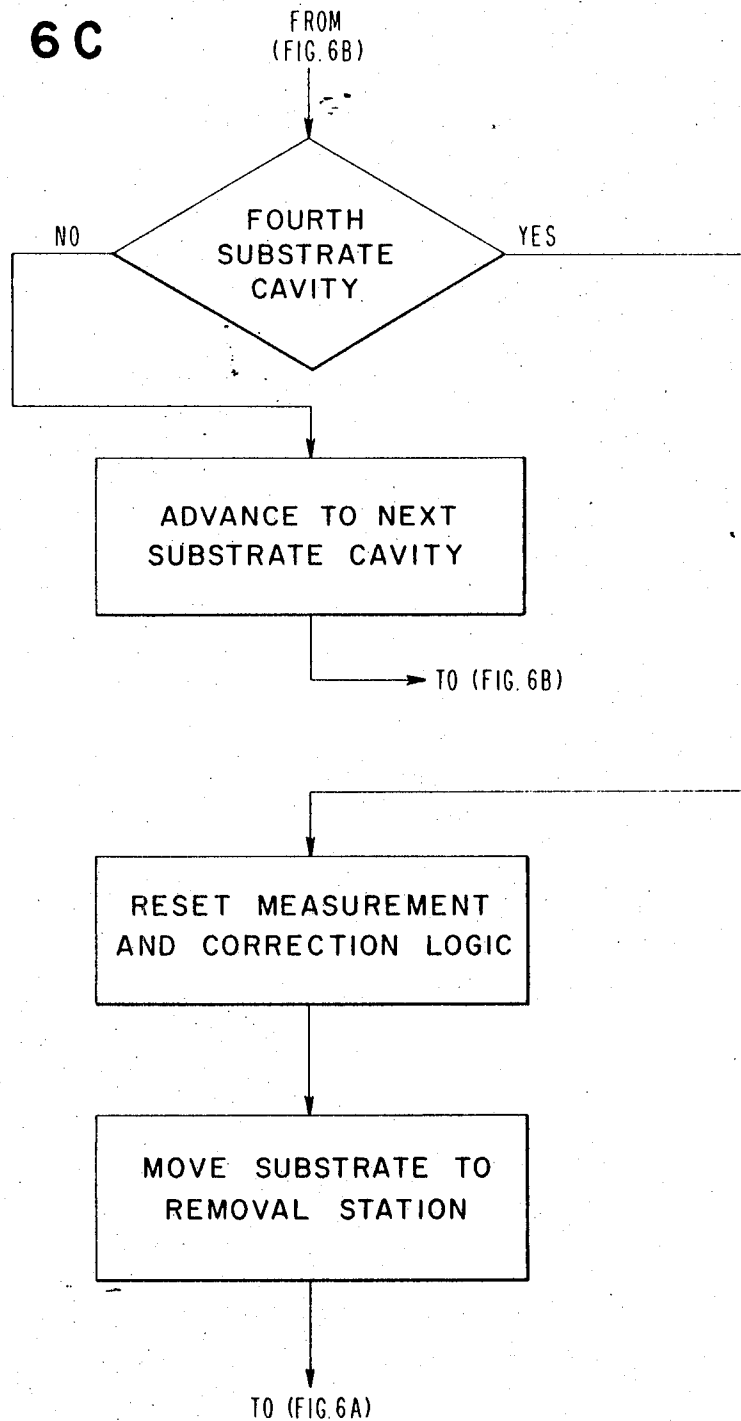 6C
FROM
(FIG. 6B)
FOURTH
SUBSTRATE
CAVITY
NO
YES
ADVANCE TO NEXT
SUBSTRATE CAVITY
TO (FIG. 6B)
RESET MEASUREMENT
AND CORRECTION LOGIC
MOVE SUBSTRATE TO
REMOVAL STATION
TO (FIG. 6A)